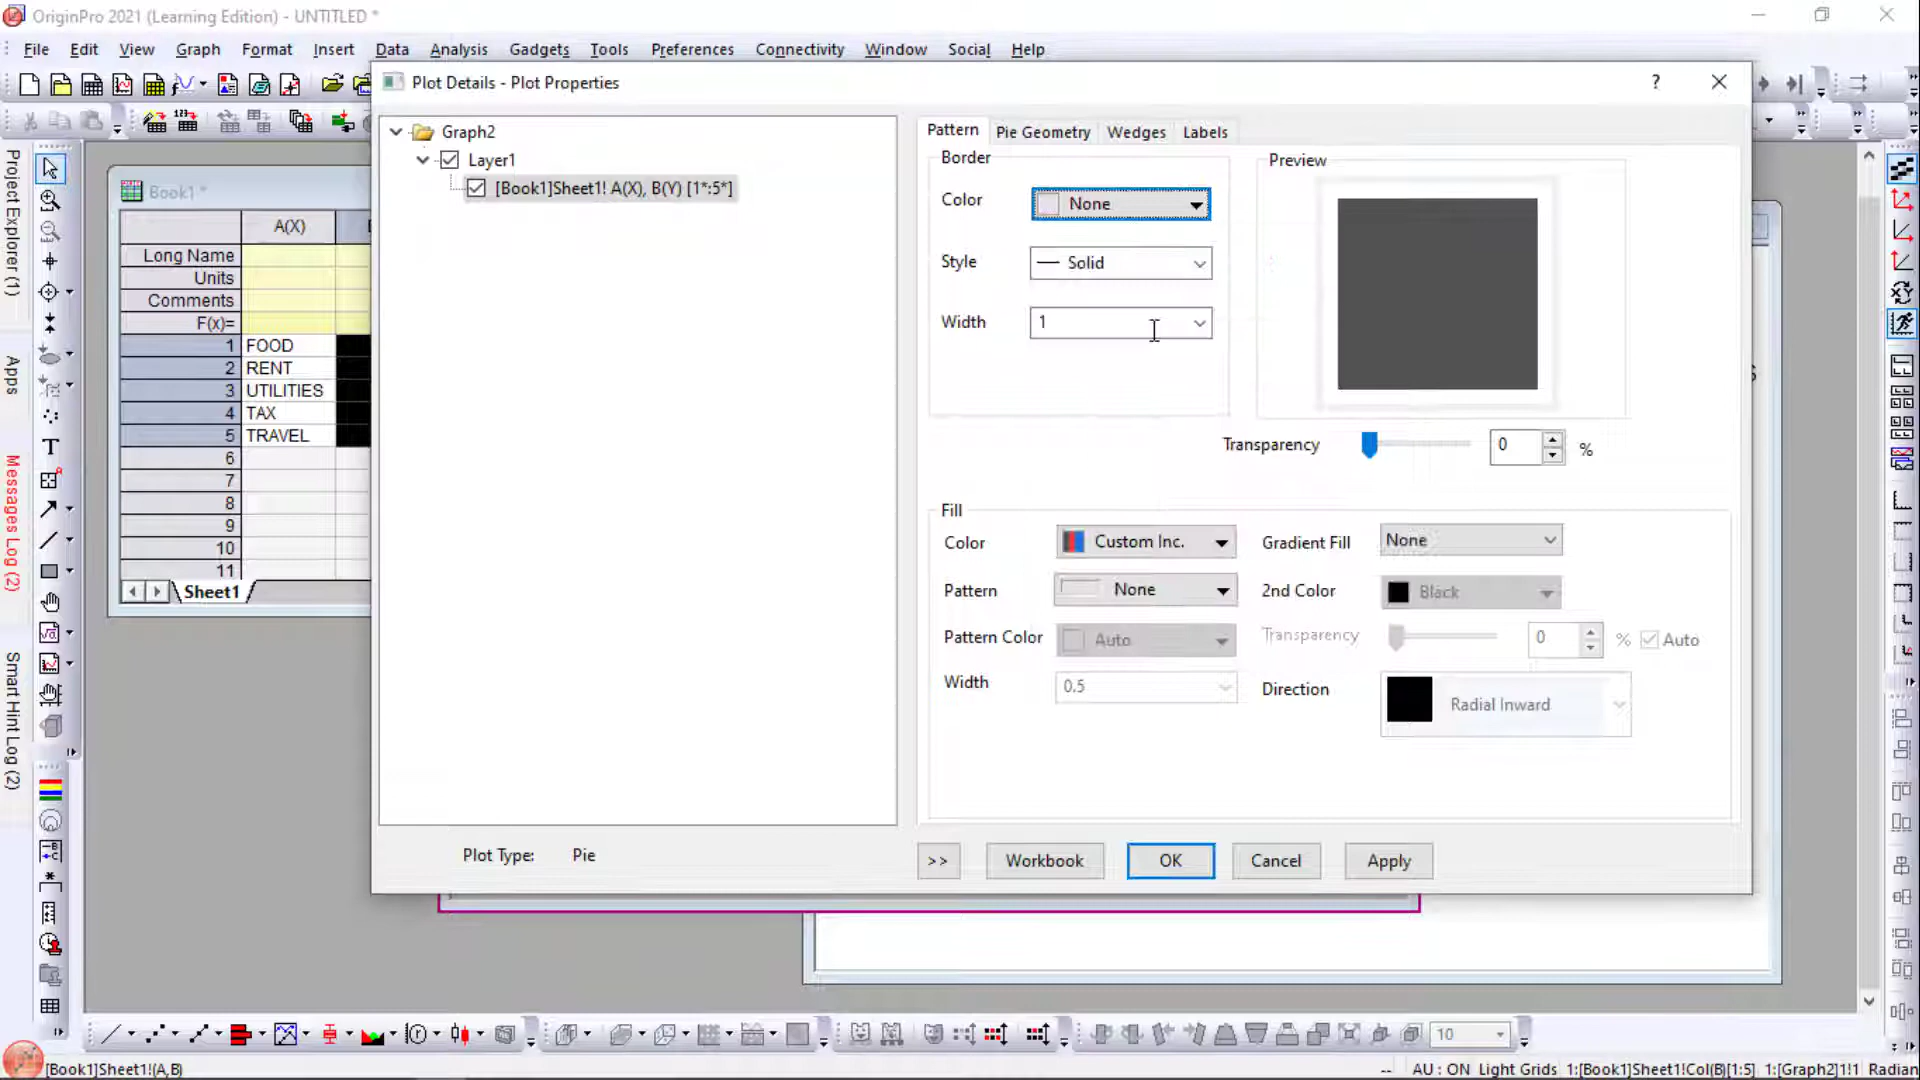 OriginPro 2021 (Learning Edition) - UNTITLED *
File Edit View Graph Format Insert Data Analysis Gadgets Tools Preferences Connectivity Window Social Help
Plot Details - Plot Properties
? 
Graph2
Layer1
[Book1]Sheet1! A(X), B(Y) [1*:5*]
Pattern Pie Geometry Wedges Labels
Border
Color None
Style Solid
Width 1
Preview
Transparency 0 %
Fill
Color Custom Inc.
Pattern None
Pattern Color Auto
Width 0.5
Gradient Fill None
2nd Color Black
Transparency 0 % Auto
Direction Radial Inward
Plot Type: Pie
>> Workbook OK Cancel Apply
Book1 *
A(X)
Long Name
Units
Comments
F(x)=
1 FOOD
2 RENT
3 UTILITIES
4 TAX
5 TRAVEL
6
7
8
9
10
11
Sheet1
Project Explorer (1)
Apps
Messages Log (2)
Smart Hint Log (2)
10
[Book1]Sheet1!(A,B)
-- AU : ON Light Grids 1:[Book1]Sheet1!Col(B)[1:5] 1:[Graph2]1!1 Radian